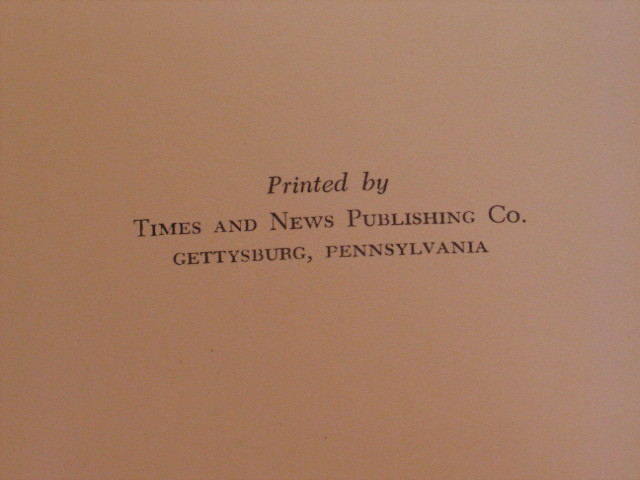 Printed by
Times and News Publishing Co.
GETTYSBURG, PENNSYLVANIA